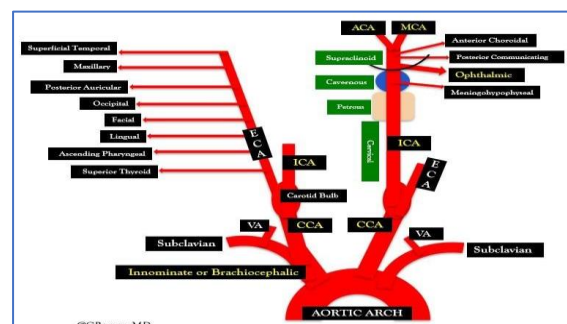 ACA
MCA
Superficial Temporal
Maxillary
Posterior Auricular
Occipital
Facial
Lingual
Ascending Pharyngeal
Superior Thyroid
ECA
ICA
Carotid Bulb
Supraclinoid
Cavernous
Petrous
Cervical
Anterior Choroidal
Posterior Communicating
Ophthalmic
Meningohypophyseal
ICA
ECA
VA
CCA
CCA
VA
Subclavian
Subclavian
Innominate or Brachiocephalic
AORTIC ARCH